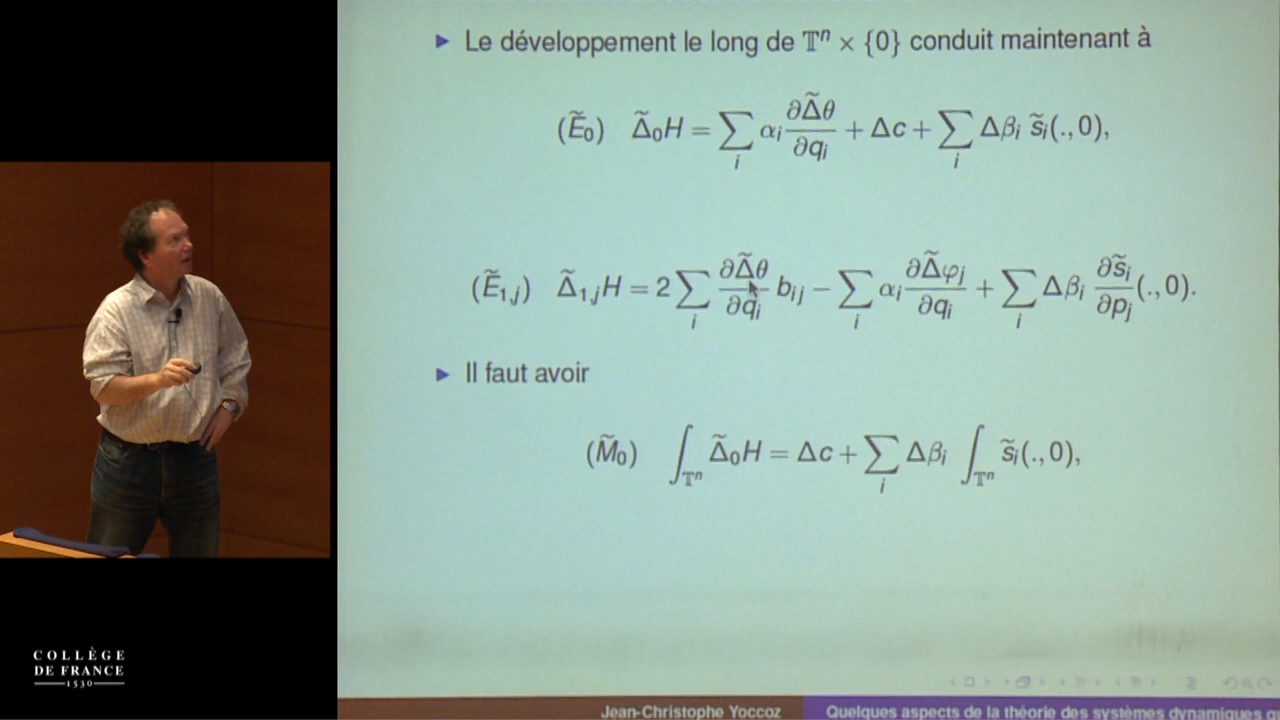 ▶ Le développement le long de 𝕋ⁿ × {0} conduit maintenant à
(Ẽ₀) Δ̃₀H = ∑ᵢ αᵢ ∂Δ̃θ/∂qᵢ + Δc + ∑ᵢ Δβᵢ s̃ᵢ(.,0),
(Ẽ₁,ⱼ) Δ̃₁,ⱼH = 2 ∑ᵢ ∂Δ̃θ/∂qᵢ bᵢⱼ − ∑ᵢ αᵢ ∂Δ̃φⱼ/∂qᵢ + ∑ᵢ Δβᵢ ∂s̃ᵢ/∂pⱼ (.,0).
▶ Il faut avoir
(M̃₀) ∫_𝕋ⁿ Δ̃₀H = Δc + ∑ᵢ Δβᵢ ∫_𝕋ⁿ s̃ᵢ(.,0),
COLLÈGE
DE FRANCE
1530
Jean-Christophe Yoccoz Quelques aspects de la théorie des systèmes dynamiques